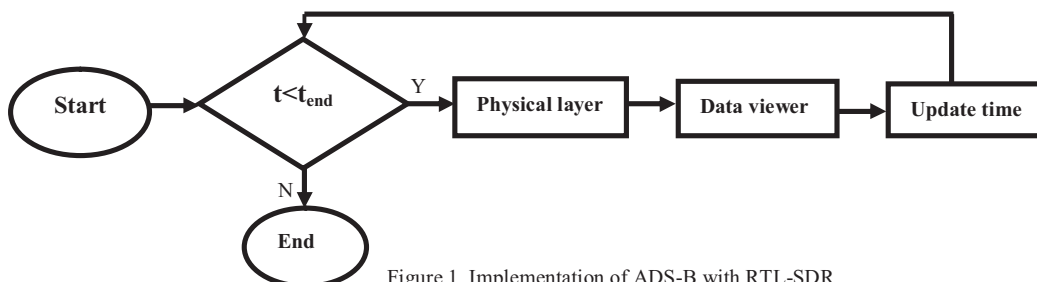 Start
t<tend
Y
Physical layer
Data viewer
Update time
N
End
Figure 1. Implementation of ADS-B with RTL-SDR